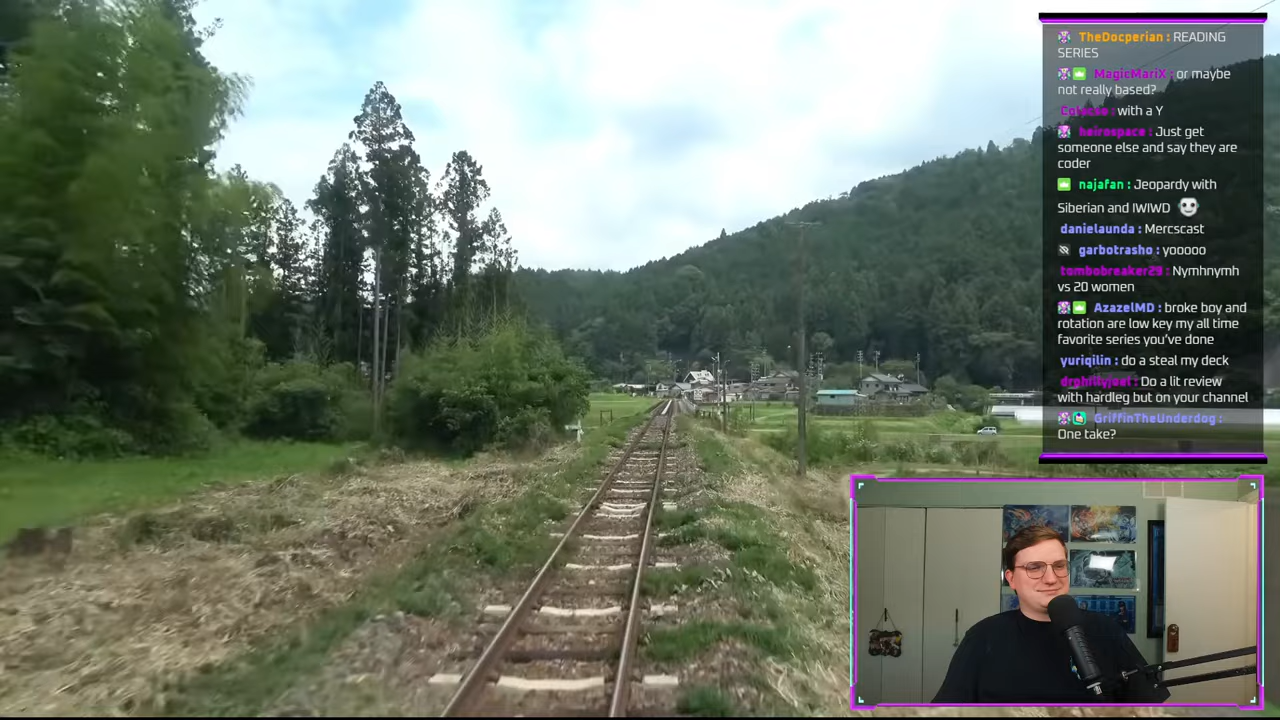 TheDocperian : READING
SERIES
MagicMariX : or maybe
not really based?
with a Y
heirospace : Just get
someone else and say they are
coder
najafan : Jeopardy with
Siberian and IWIWD
danielaunda : Mercscast
garbotrasho : yooooo
tombobreaker29 : Nymhnymh
vs 20 women
AzazelMD : broke boy and
rotation are low key my all time
favorite series you've done
yuriqilin : do a steal my deck
Do a lit review
with hardleg but on your channel
GriffinTheUnderdog :
One take?